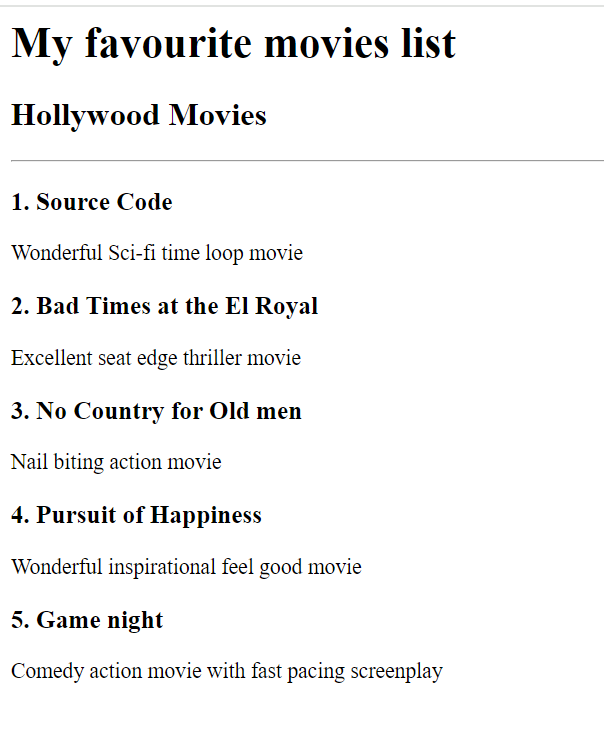 My favourite movies list
Hollywood Movies
1. Source Code
Wonderful Sci-fi time loop movie
2. Bad Times at the El Royal
Excellent seat edge thriller movie
3. No Country for Old men
Nail biting action movie
4. Pursuit of Happiness
Wonderful inspirational feel good movie
5. Game night
Comedy action movie with fast pacing screenplay